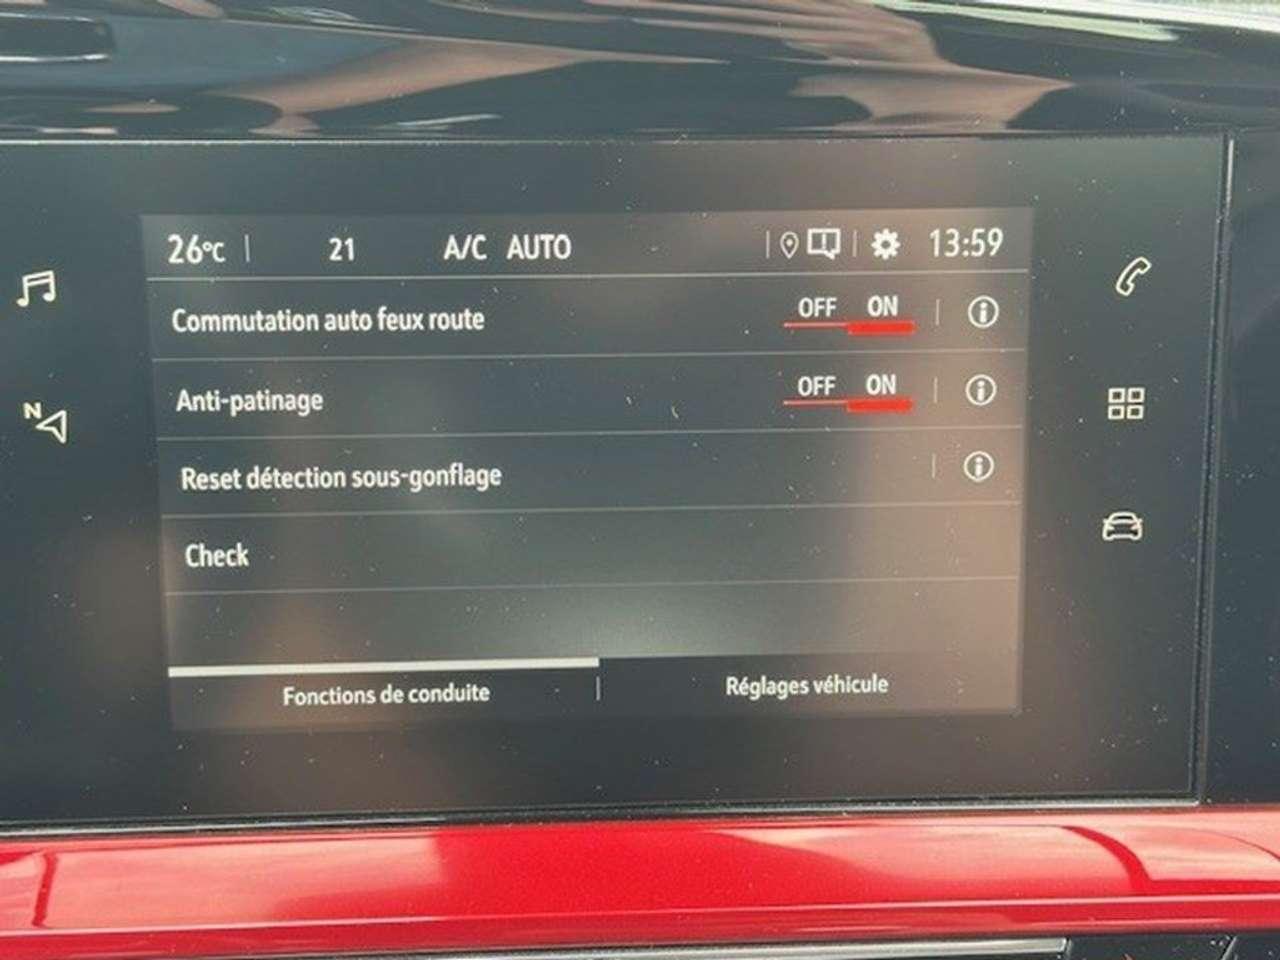 26°C 21 A/C AUTO 13:59
Commutation auto feux route OFF ON
Anti-patinage OFF ON
N
Reset détection sous-gonflage
Check
Fonctions de conduite Réglages véhicule